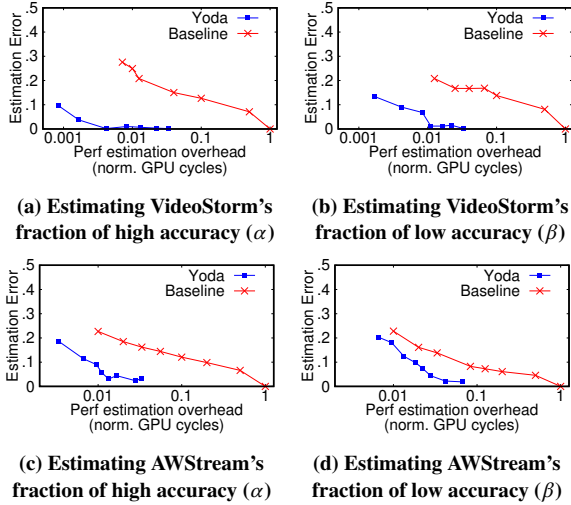 .5
.4
.3
.2
.1
0
Estimation Error
Yoda
Baseline
0.001 0.01 0.1 1
Perf estimation overhead
(norm. GPU cycles)
(a) Estimating VideoStorm's
fraction of high accuracy (α)
.5
.4
.3
.2
.1
0
Estimation Error
Yoda
Baseline
0.001 0.01 0.1 1
Perf estimation overhead
(norm. GPU cycles)
(b) Estimating VideoStorm's
fraction of low accuracy (β)
.5
.4
.3
.2
.1
0
Estimation Error
Yoda
Baseline
0.01 0.1 1
Perf estimation overhead
(norm. GPU cycles)
(c) Estimating AWStream's
fraction of high accuracy (α)
.5
.4
.3
.2
.1
0
Estimation Error
Yoda
Baseline
0.01 0.1 1
Perf estimation overhead
(norm. GPU cycles)
(d) Estimating AWStream's
fraction of low accuracy (β)